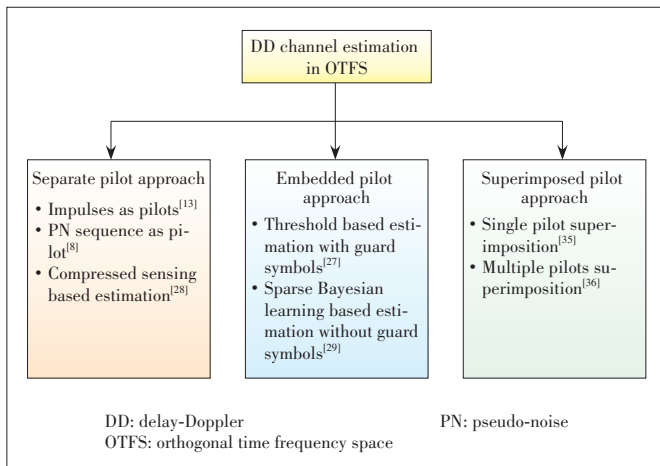 DD channel estimation
in OTFS
Separate pilot approach
• Impulses as pilots[13]
• PN sequence as pi-
lot[8]
• Compressed sensing
based estimation[28]
Embedded pilot
approach
• Threshold based esti-
mation with guard
symbols[27]
• Sparse Bayesian
learning based esti-
mation without guard
symbols[29]
Superimposed pilot
approach
• Single pilot super-
imposition[35]
• Multiple pilots su-
perimposition[36]
DD: delay-Doppler
PN: pseudo-noise
OTFS: orthogonal time frequency space